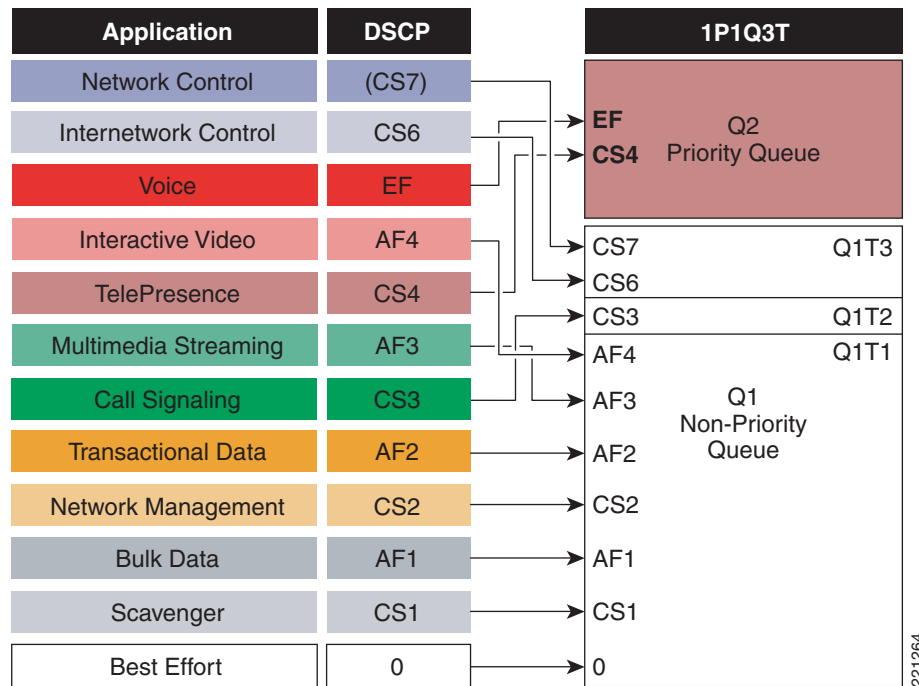 Application DSCP 1P1Q3T
Network Control (CS7)
Internetwork Control CS6
Voice EF
Interactive Video AF4
TelePresence CS4
Multimedia Streaming AF3
Call Signaling CS3
Transactional Data AF2
Network Management CS2
Bulk Data AF1
Scavenger CS1
Best Effort 0
EF
CS4
Q2
Priority Queue
CS7 Q1T3
CS6
CS3 Q1T2
AF4 Q1T1
AF3
Q1
Non-Priority
Queue
AF2
CS2
AF1
CS1
0
221264